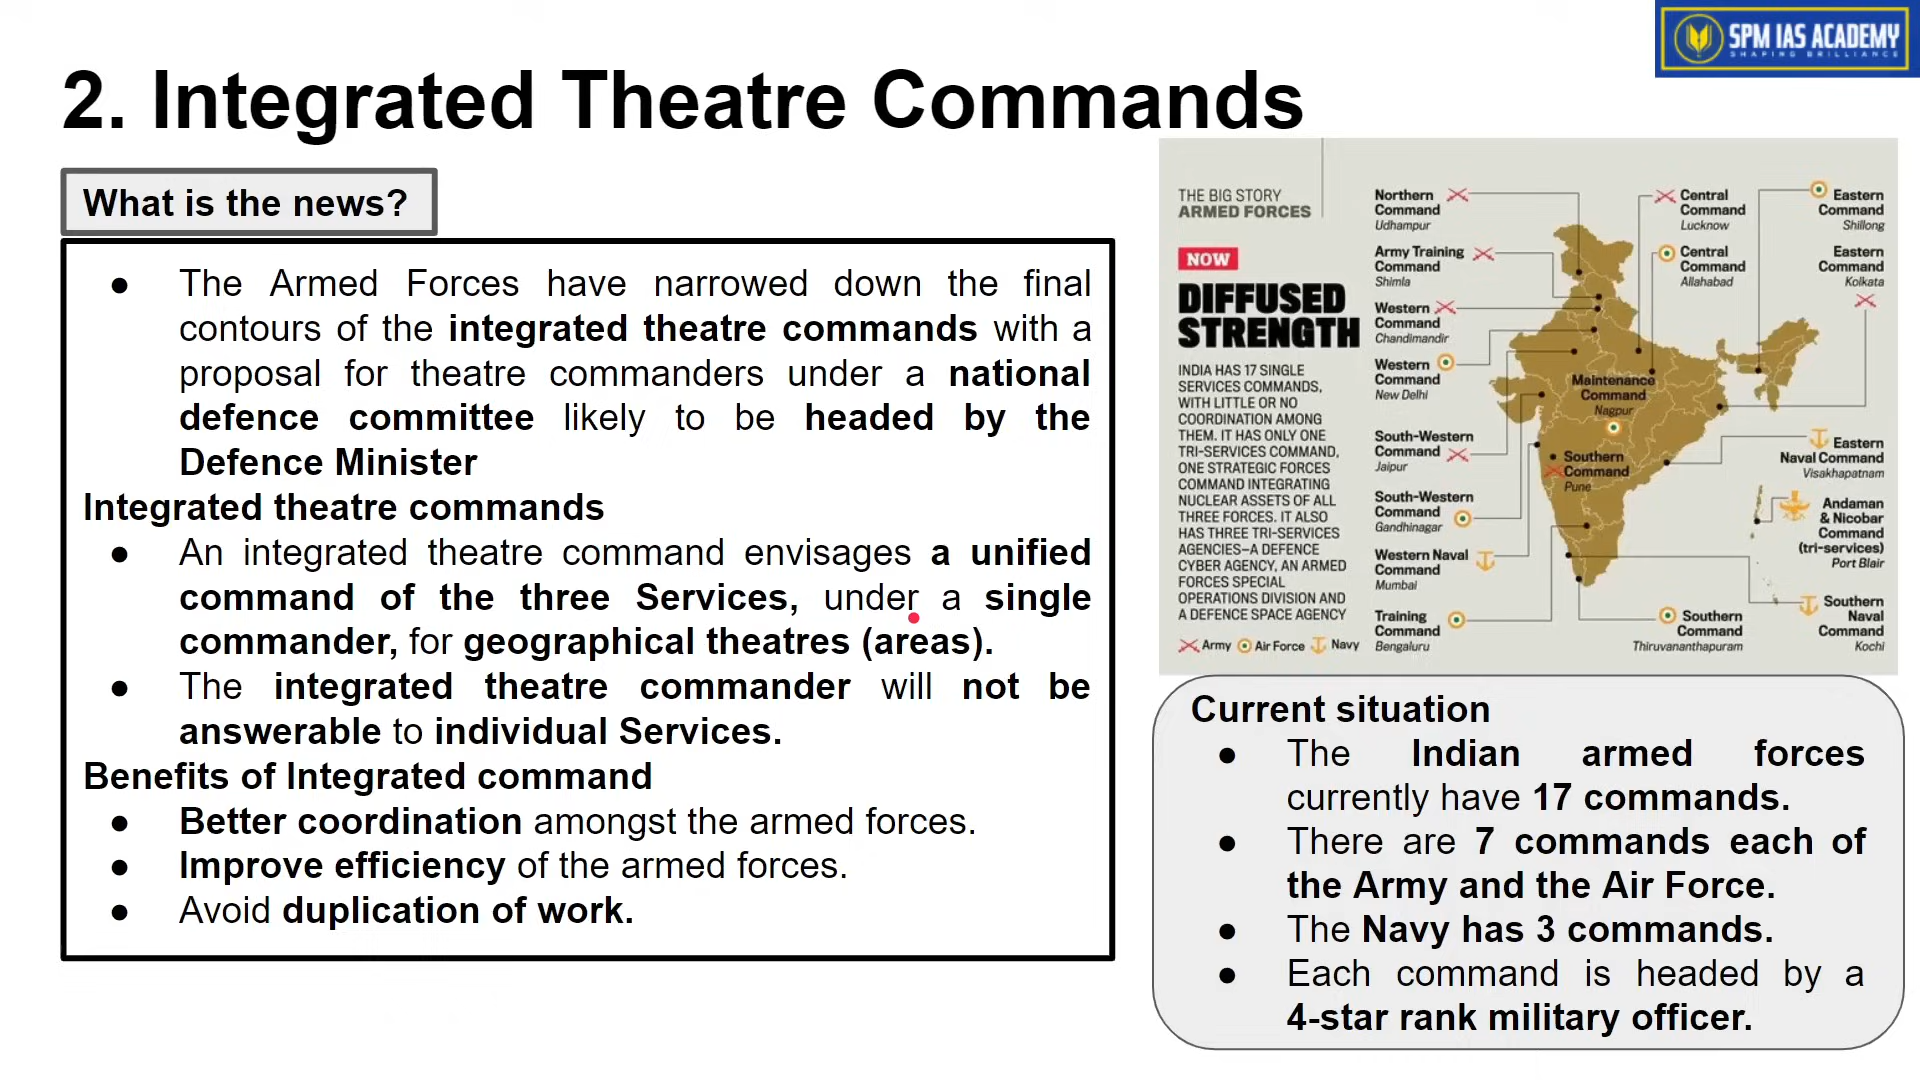 SPM IAS ACADEMY
SHAPING BRILLIANCE
2. Integrated Theatre Commands
What is the news?
● The Armed Forces have narrowed down the final
contours of the integrated theatre commands with a
proposal for theatre commanders under a national
defence committee likely to be headed by the
Defence Minister
Integrated theatre commands
● An integrated theatre command envisages a unified
command of the three Services, under a single
commander, for geographical theatres (areas).
● The integrated theatre commander will not be
answerable to individual Services.
Benefits of Integrated command
● Better coordination amongst the armed forces.
● Improve efficiency of the armed forces.
● Avoid duplication of work.
THE BIG STORY
ARMED FORCES
NOW
DIFFUSED
STRENGTH
INDIA HAS 17 SINGLE
SERVICES COMMANDS,
WITH LITTLE OR NO
COORDINATION AMONG
THEM. IT HAS ONLY ONE
TRI-SERVICES COMMAND,
ONE STRATEGIC FORCES
COMMAND INTEGRATING
NUCLEAR ASSETS OF ALL
THREE FORCES. IT ALSO
HAS THREE TRI-SERVICES
AGENCIES—A DEFENCE
CYBER AGENCY, AN ARMED
FORCES SPECIAL
OPERATIONS DIVISION AND
A DEFENCE SPACE AGENCY
Army Air Force Navy
Northern
Command
Udhampur
Army Training
Command
Shimla
Western
Command
Chandimandir
Western
Command
New Delhi
South-Western
Command
Jaipur
South-Western
Command
Gandhinagar
Western Naval
Command
Mumbai
Training
Command
Bengaluru
Maintenance
Command
Nagpur
Southern
Command
Pune
Central
Command
Lucknow
Central
Command
Allahabad
Eastern
Command
Shillong
Eastern
Command
Kolkata
Eastern
Naval Command
Visakhapatnam
Andaman
& Nicobar
Command
(tri-services)
Port Blair
Southern
Command
Thiruvananthapuram
Southern
Naval
Command
Kochi
Current situation
● The Indian armed forces
currently have 17 commands.
● There are 7 commands each of
the Army and the Air Force.
● The Navy has 3 commands.
● Each command is headed by a
4-star rank military officer.